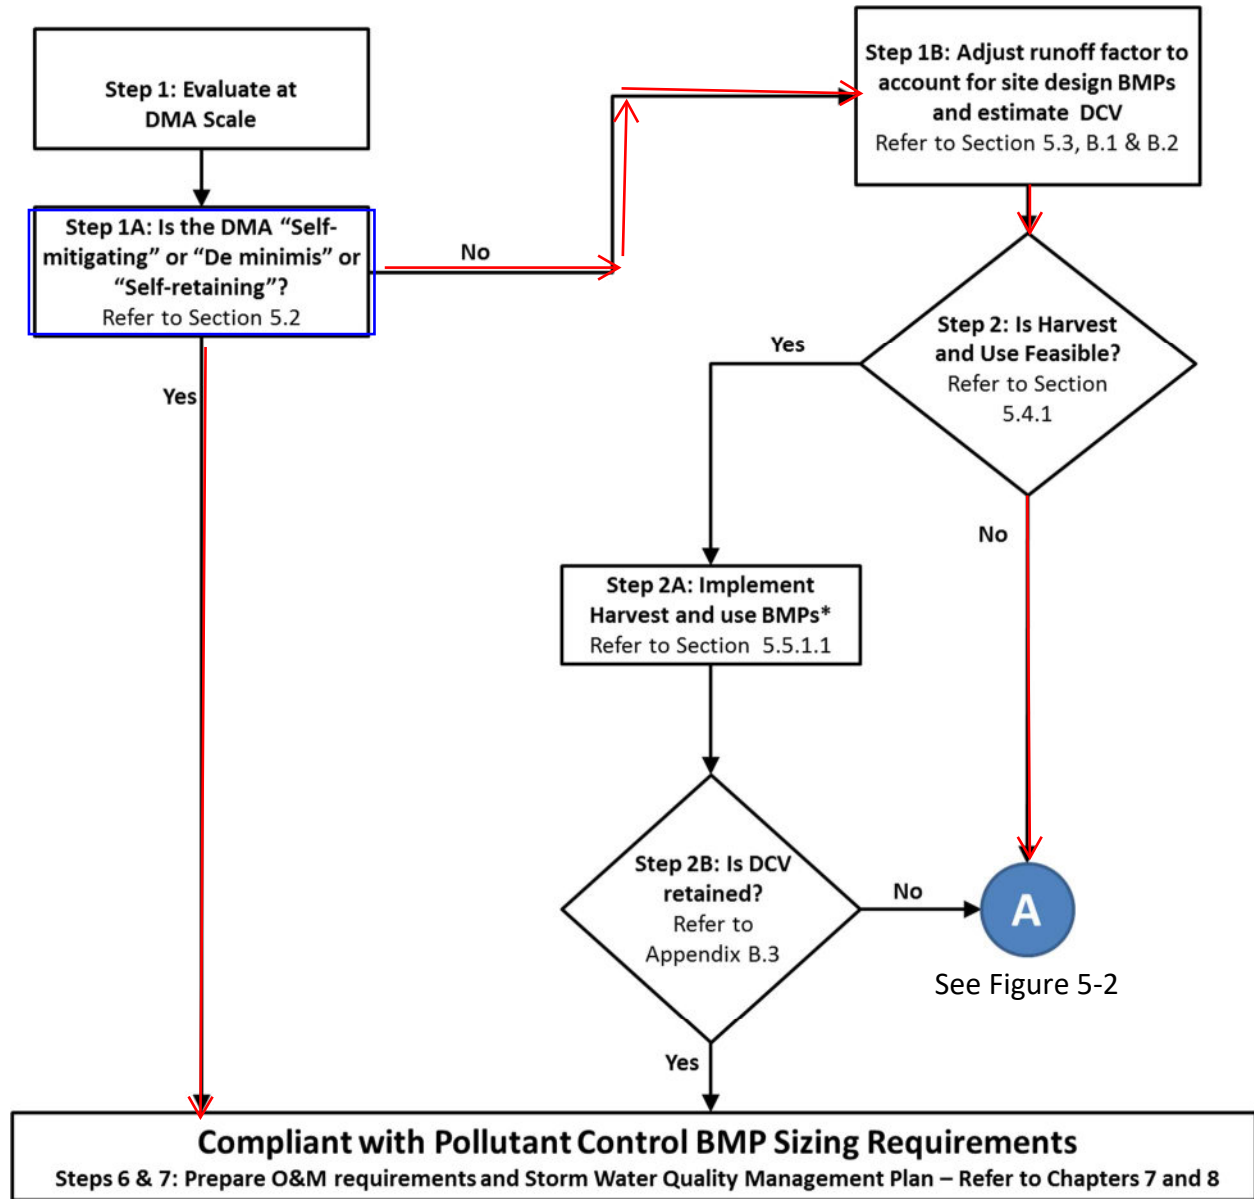 Step 1: Evaluate at
DMA Scale
Step 1A: Is the DMA “Self-
mitigating” or “De minimis” or
“Self-retaining”?
Refer to Section 5.2
No
Yes
Step 1B: Adjust runoff factor to
account for site design BMPs
and estimate DCV
Refer to Section 5.3, B.1 & B.2
Step 2: Is Harvest
and Use Feasible?
Refer to Section
5.4.1
Yes
No
Step 2A: Implement
Harvest and use BMPs*
Refer to Section 5.5.1.1
Step 2B: Is DCV
retained?
Refer to
Appendix B.3
No
A
See Figure 5-2
Yes
Compliant with Pollutant Control BMP Sizing Requirements
Steps 6 & 7: Prepare O&M requirements and Storm Water Quality Management Plan – Refer to Chapters 7 and 8